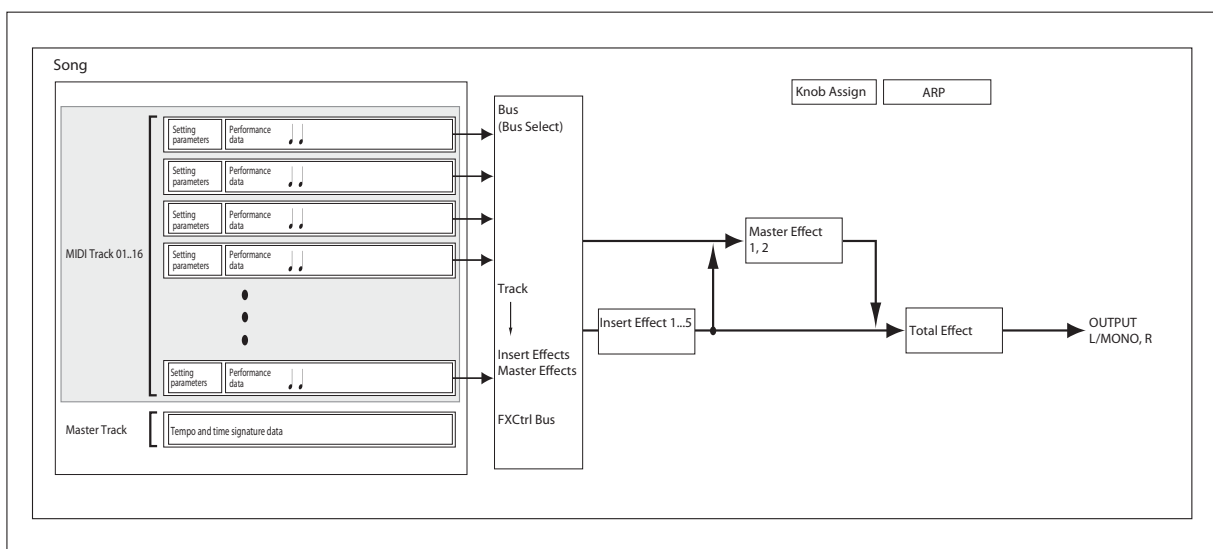 Song
Knob Assign
ARP
Bus
(Bus Select)
Setting
parameters
Performance
data
Setting
parameters
Performance
data
Setting
parameters
Performance
data
Setting
parameters
Performance
data
MIDI Track 01..16
Master Effect
1, 2
Track
Insert Effect 1...5
Total Effect
OUTPUT
L/MONO, R
Insert Effects
Master Effects
Setting
parameters
Performance
data
FXCtrl Bus
Master Track
Tempo and time signature data